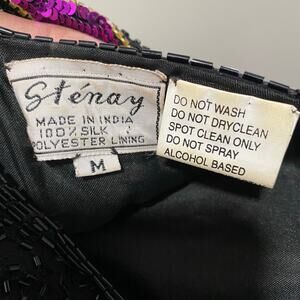 Sténay
MADE IN INDIA
100% SILK
POLYESTER LINING
M
DO NOT WASH
DO NOT DRYCLEAN
SPOT CLEAN ONLY
DO NOT SPRAY
ALCOHOL BASED